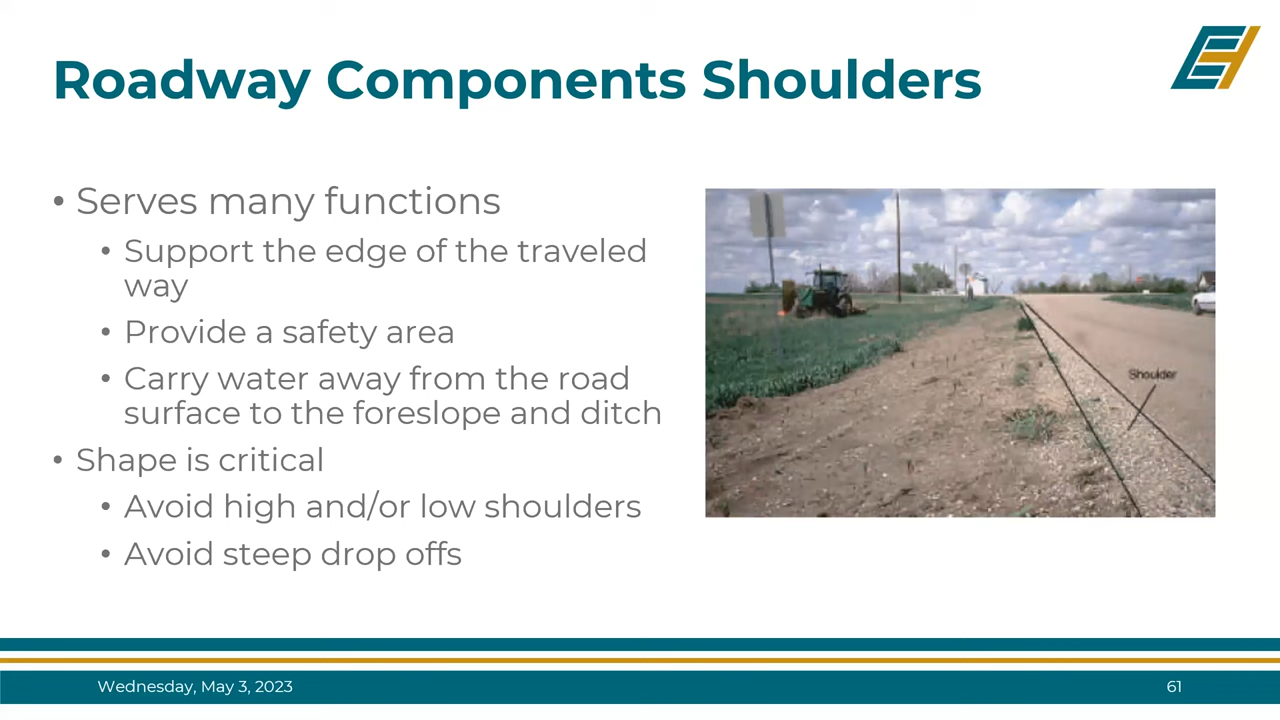 Roadway Components Shoulders
• Serves many functions
• Support the edge of the traveled
way
• Provide a safety area
• Carry water away from the road
surface to the foreslope and ditch
• Shape is critical
• Avoid high and/or low shoulders
• Avoid steep drop offs
Shoulder
Wednesday, May 3, 2023
61